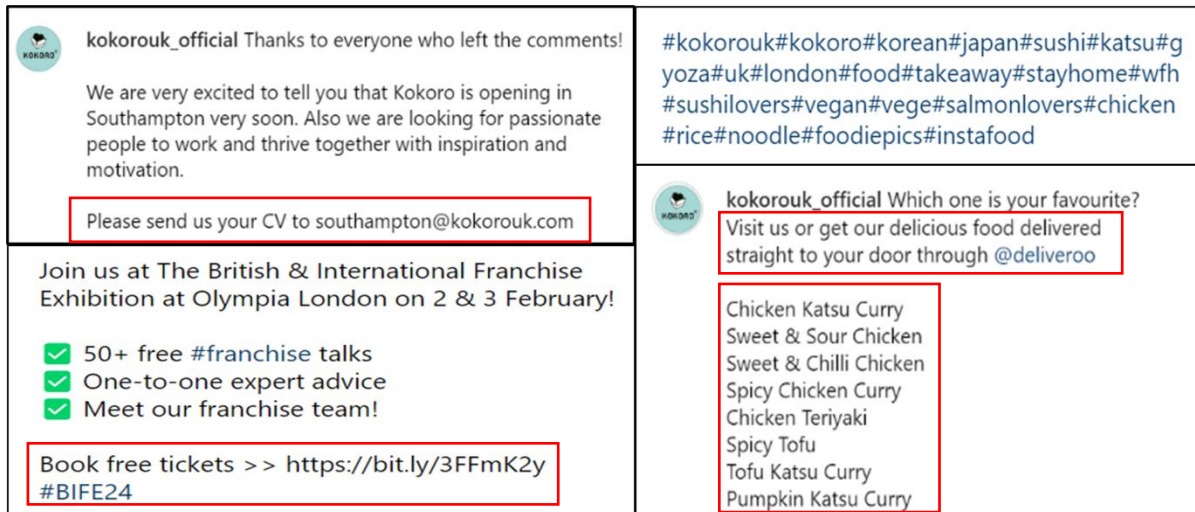 KOKORO
kokorouk_official Thanks to everyone who left the comments!
We are very excited to tell you that Kokoro is opening in
Southampton very soon. Also we are looking for passionate
people to work and thrive together with inspiration and
motivation.
Please send us your CV to southampton@kokorouk.com
Join us at The British & International Franchise
Exhibition at Olympia London on 2 & 3 February!
50+ free #franchise talks
One-to-one expert advice
Meet our franchise team!
Book free tickets >> https://bit.ly/3FFmK2y
#BIFE24
#kokorouk#kokoro#korean#japan#sushi#katsu#g
yoza#uk#london#food#takeaway#stayhome#wfh
#sushilovers#vegan#vege#salmonlovers#chicken
#rice#noodle#foodiepics#instafood
KOKORO
kokorouk_official Which one is your favourite?
Visit us or get our delicious food delivered
straight to your door through @deliveroo
Chicken Katsu Curry
Sweet & Sour Chicken
Sweet & Chilli Chicken
Spicy Chicken Curry
Chicken Teriyaki
Spicy Tofu
Tofu Katsu Curry
Pumpkin Katsu Curry